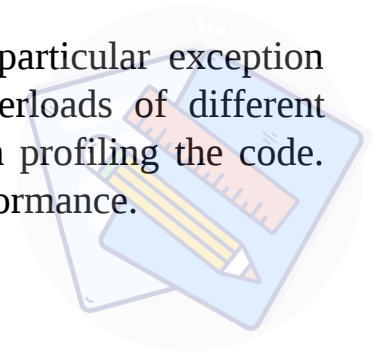 particular exception
erloads of different
profiling the code.
ormance.